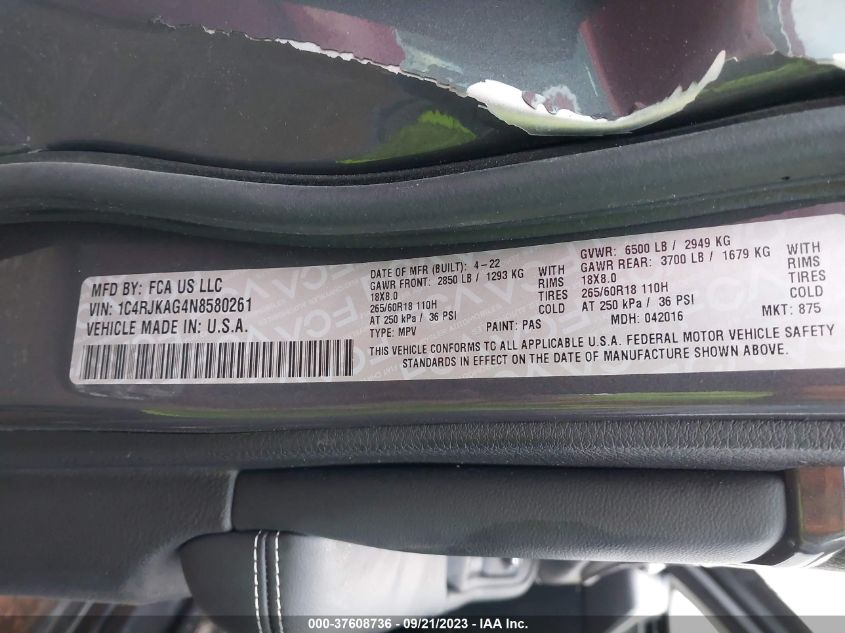 MFD BY: FCA US LLC
VIN: 1C4RJKAG4N8580261
VEHICLE MADE IN: U.S.A.
DATE OF MFR (BUILT): 4-22
GAWR FRONT: 2850 LB / 1293 KG WITH
18X8.0 RIMS
265/60R18 110H TIRES
AT 250 kPa / 36 PSI COLD
TYPE: MPV PAINT: PAS
GVWR: 6500 LB / 2949 KG
GAWR REAR: 3700 LB / 1679 KG WITH
18X8.0 RIMS
265/60R18 110H TIRES
AT 250 kPa / 36 PSI COLD
MDH: 042016 MKT: 875
THIS VEHICLE CONFORMS TO ALL APPLICABLE U.S.A. FEDERAL MOTOR VEHICLE SAFETY
STANDARDS IN EFFECT ON THE DATE OF MANUFACTURE SHOWN ABOVE.
000-37608736 - 09/21/2023 - IAA Inc.